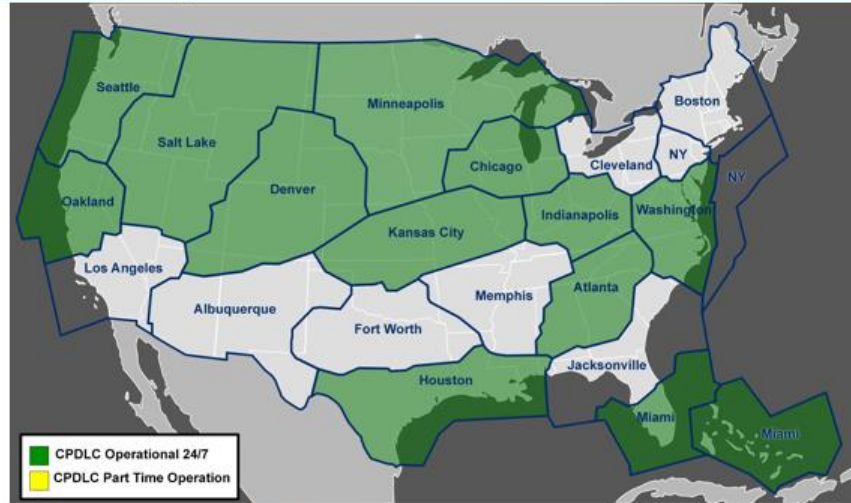 Seattle
Minneapolis
Boston
Salt Lake
Chicago
Cleveland
NY
NY
Denver
Oakland
Indianapolis
Washington
Kansas City
Los Angeles
Albuquerque
Memphis
Atlanta
Fort Worth
Jacksonville
Houston
Miami
Miami
CPDLC Operational 24/7
CPDLC Part Time Operation